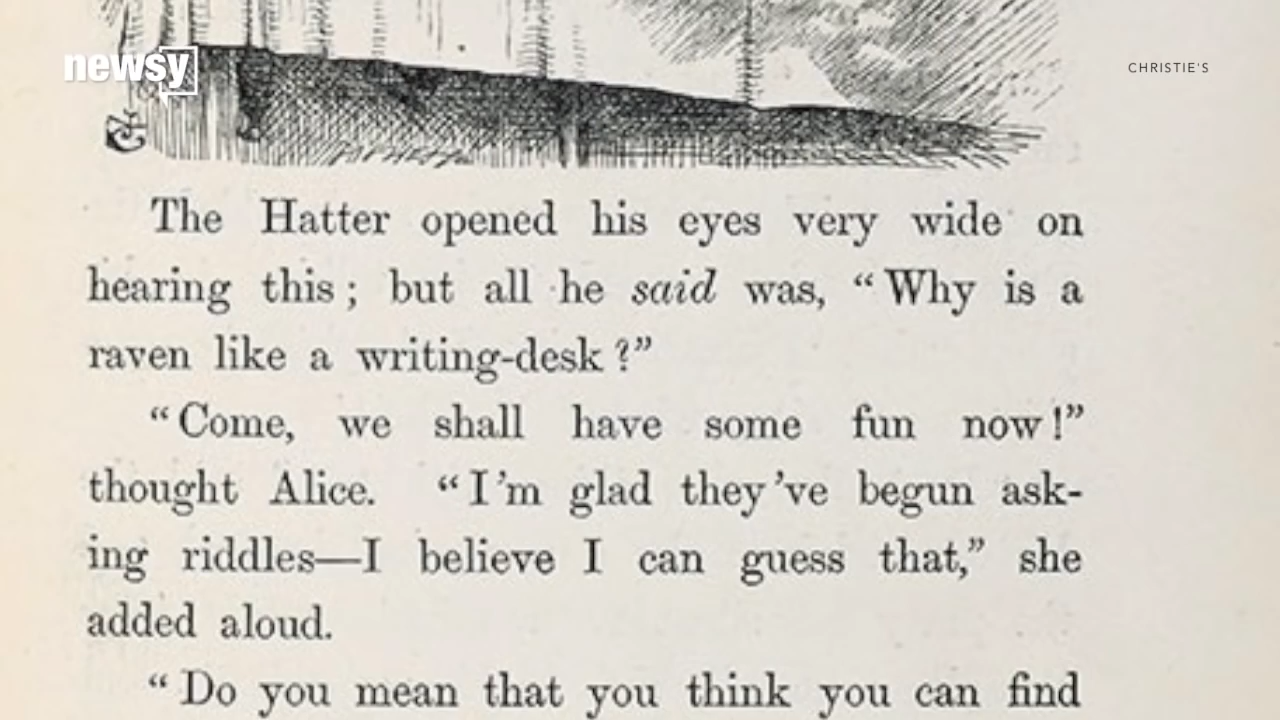 newsy
CHRISTIE'S
The Hatter opened his eyes very wide on
hearing this ; but all he said was, “ Why is a
raven like a writing-desk ?”
“ Come, we shall have some fun now !”
thought Alice. “ I ’m glad they ’ve begun ask-
ing riddles—I believe I can guess that,” she
added aloud.
“ Do you mean that you think you can find